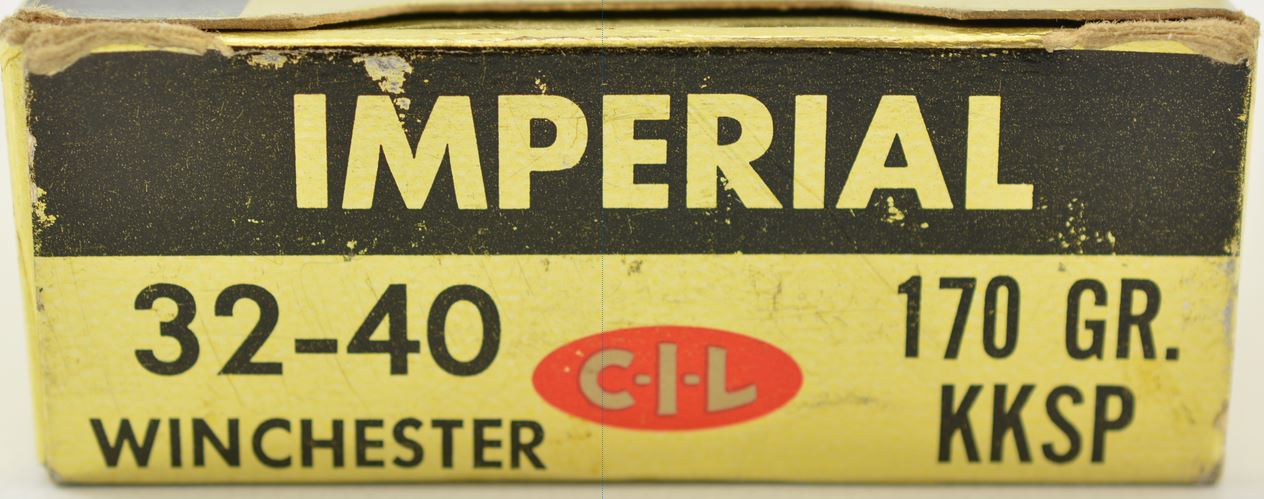 IMPERIAL
32-40
WINCHESTER
C-I-L
170 GR.
KKSP